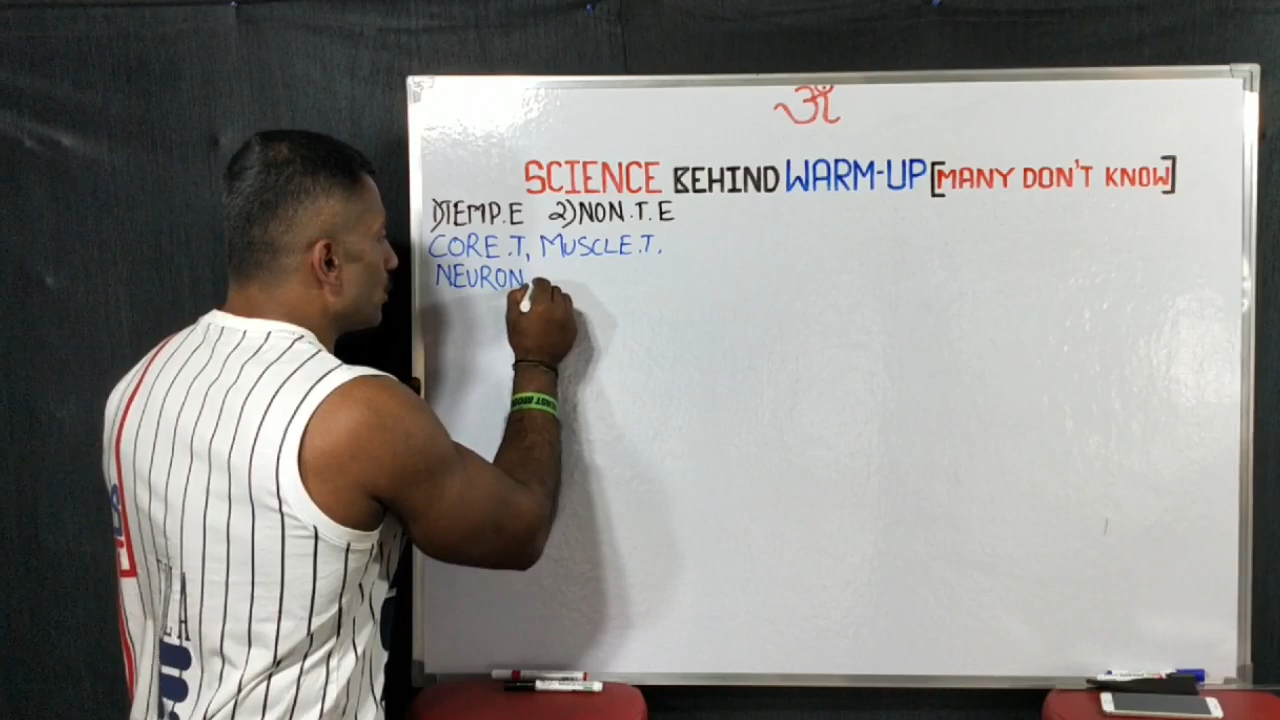 ॐ
SCIENCE BEHIND WARM-UP [MANY DON'T KNOW]
1)TEMP.E 2)NON.T.E
CORE.T, MUSCLE.T.
NEURON